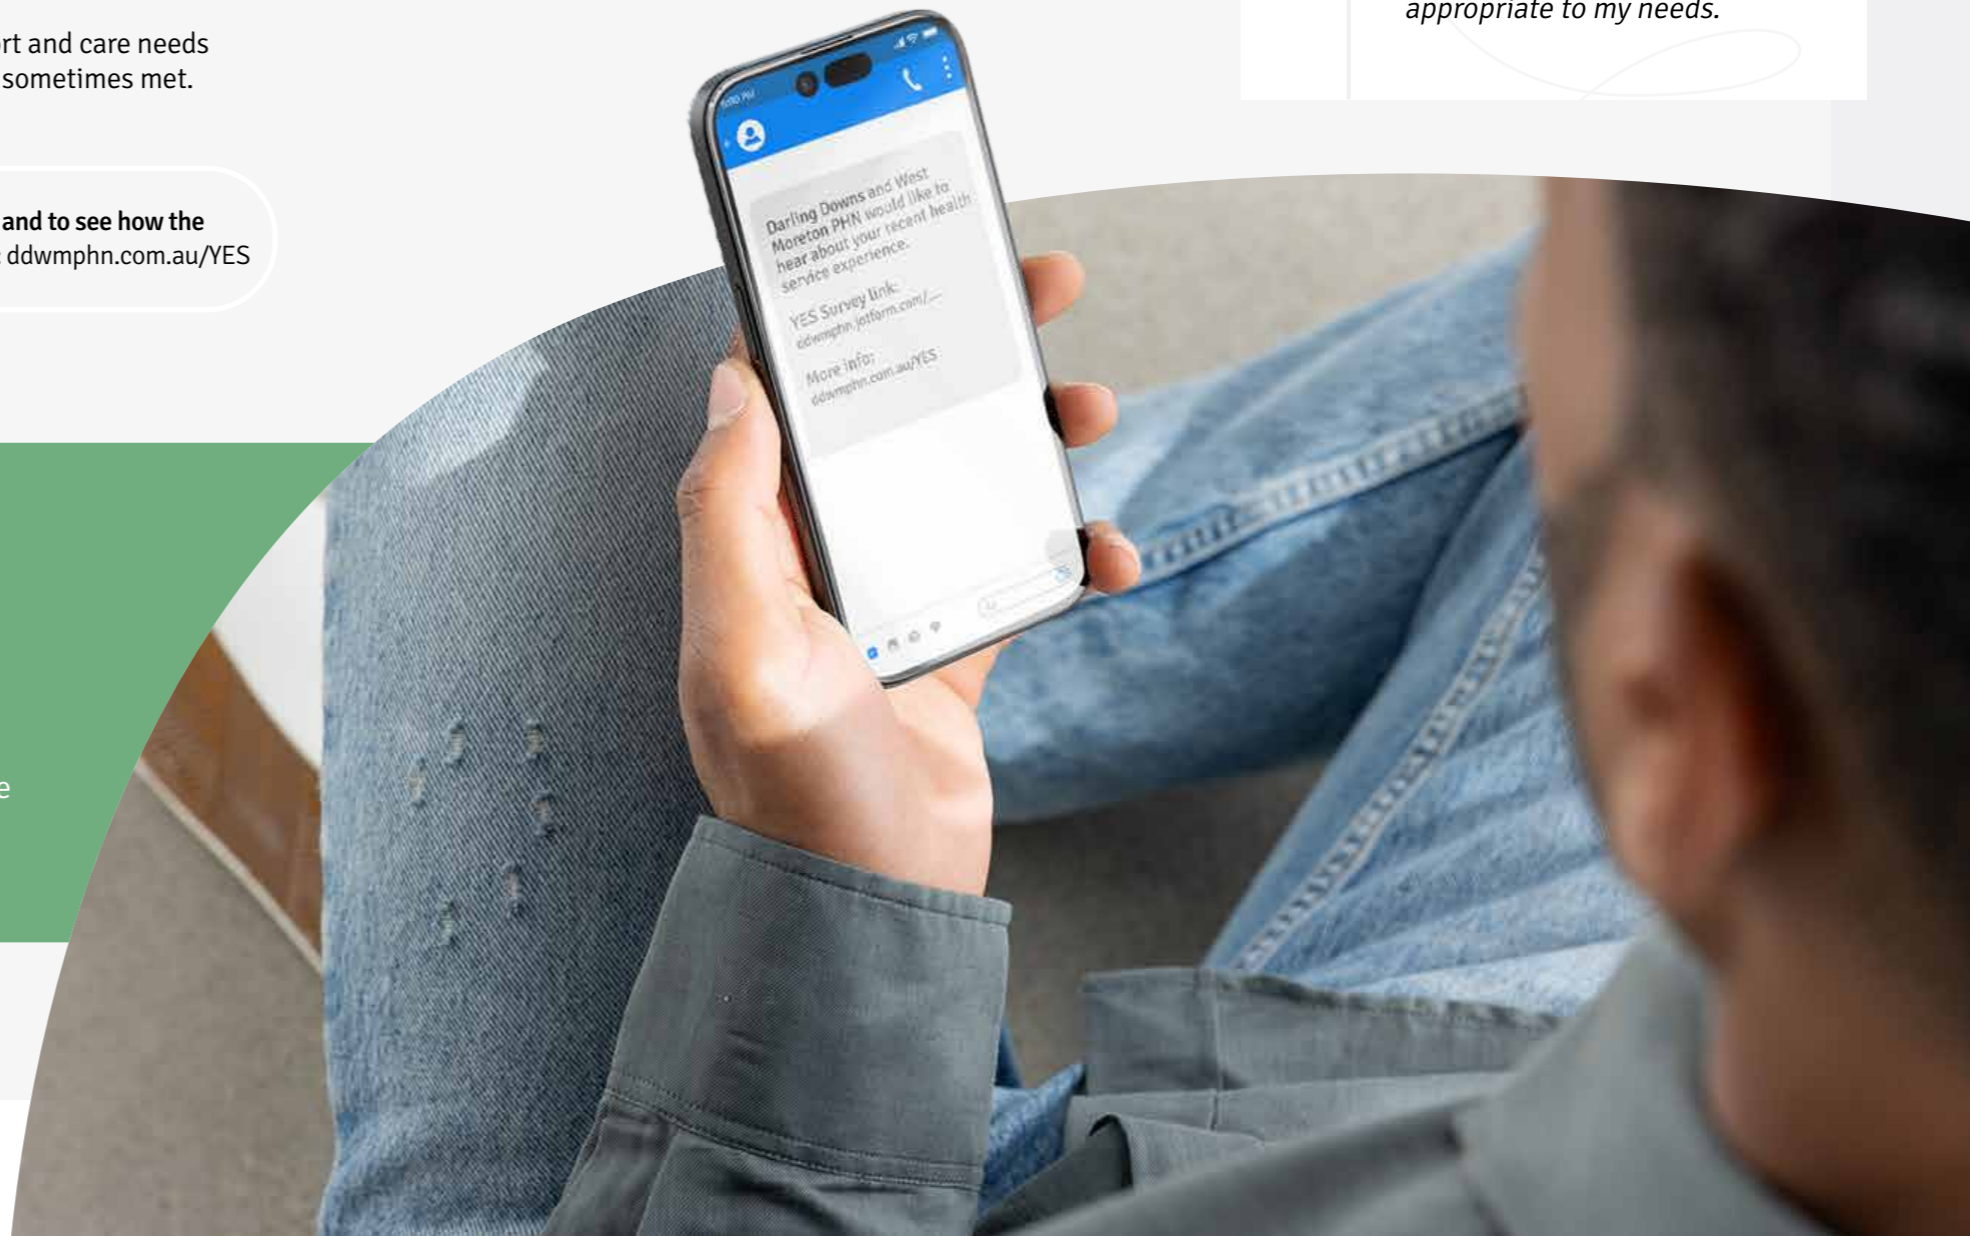 rt and care needs
sometimes met.
and to see how the
: ddwmphn.com.au/YES
e
appropriate to my needs.
Darling Downs and West
Moreton PHN would like to
hear about your recent health
service experience.
YES Survey link:
ddwmphn.jotform.com/...
More info:
ddwmphn.com.au/YES